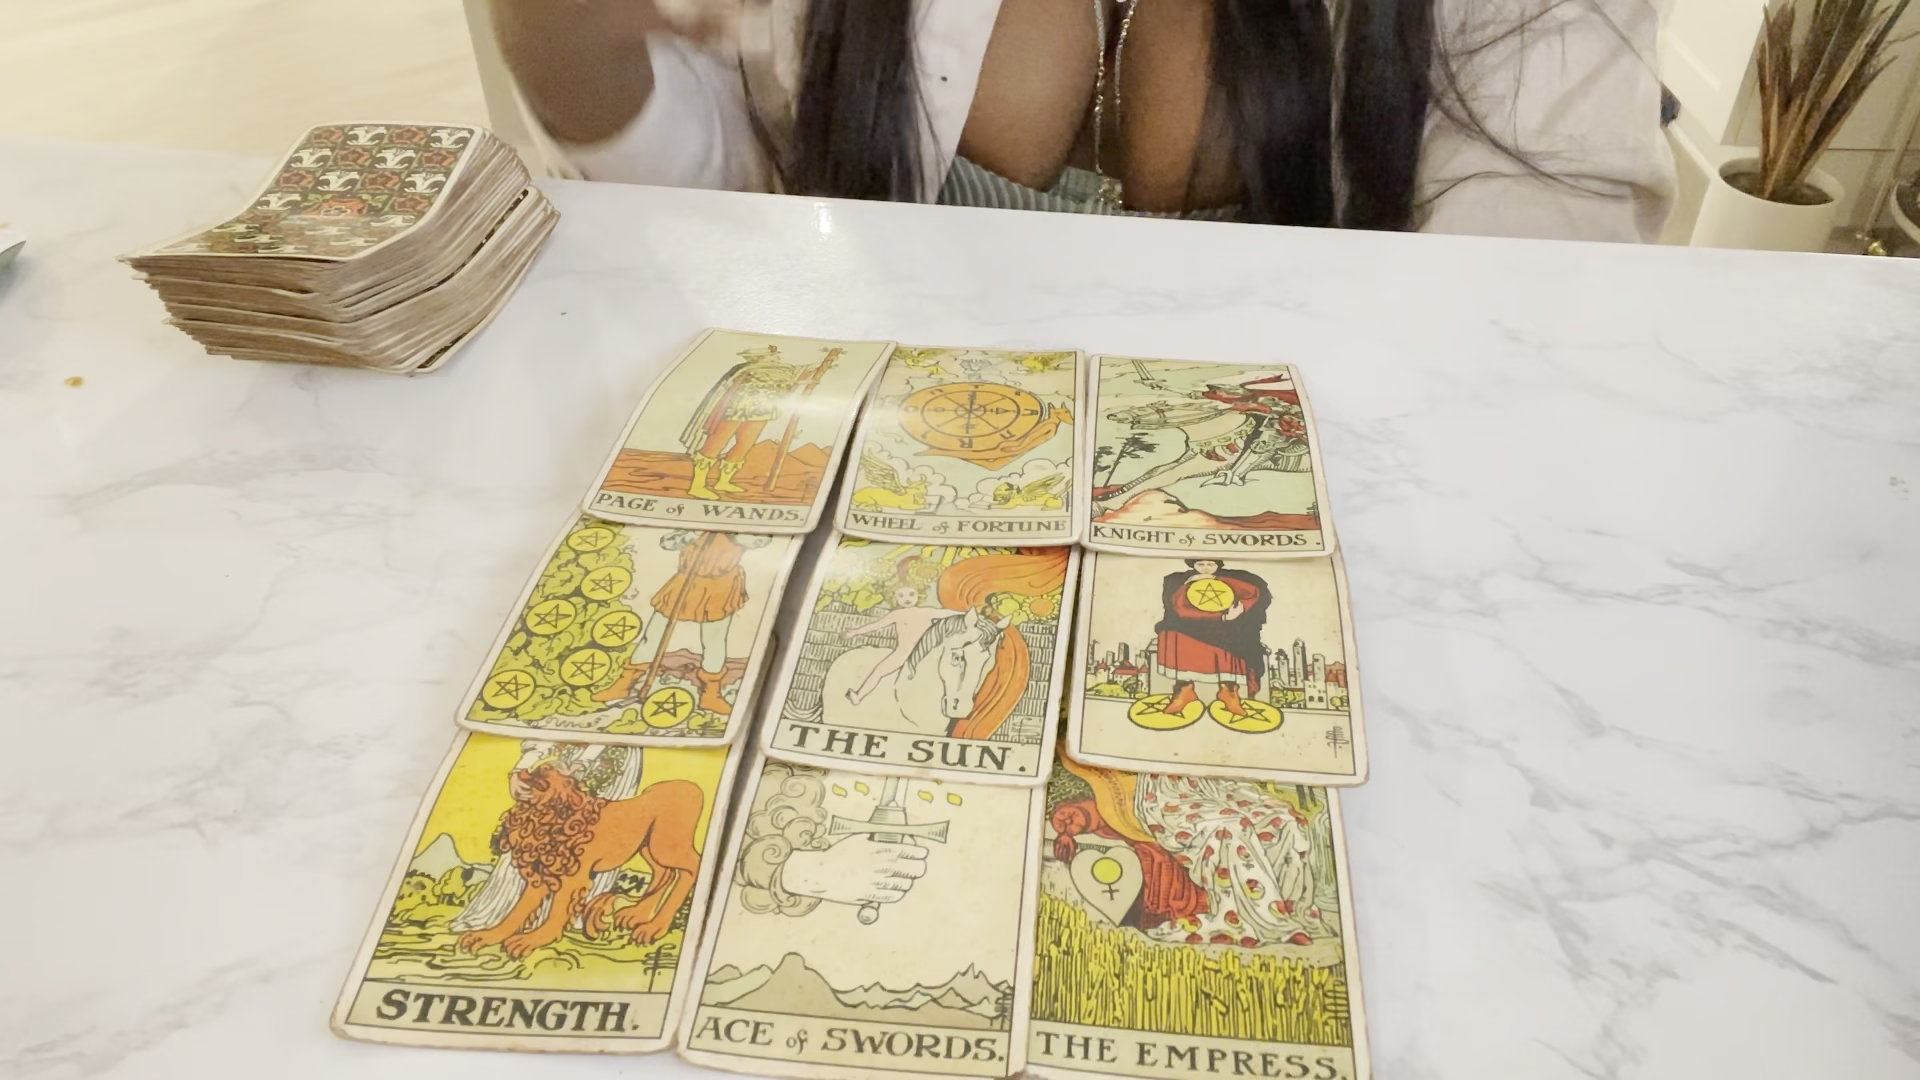 PAGE of WANDS.
WHEEL of FORTUNE
KNIGHT of SWORDS.
THE SUN.
STRENGTH.
ACE of SWORDS.
THE EMPRESS.